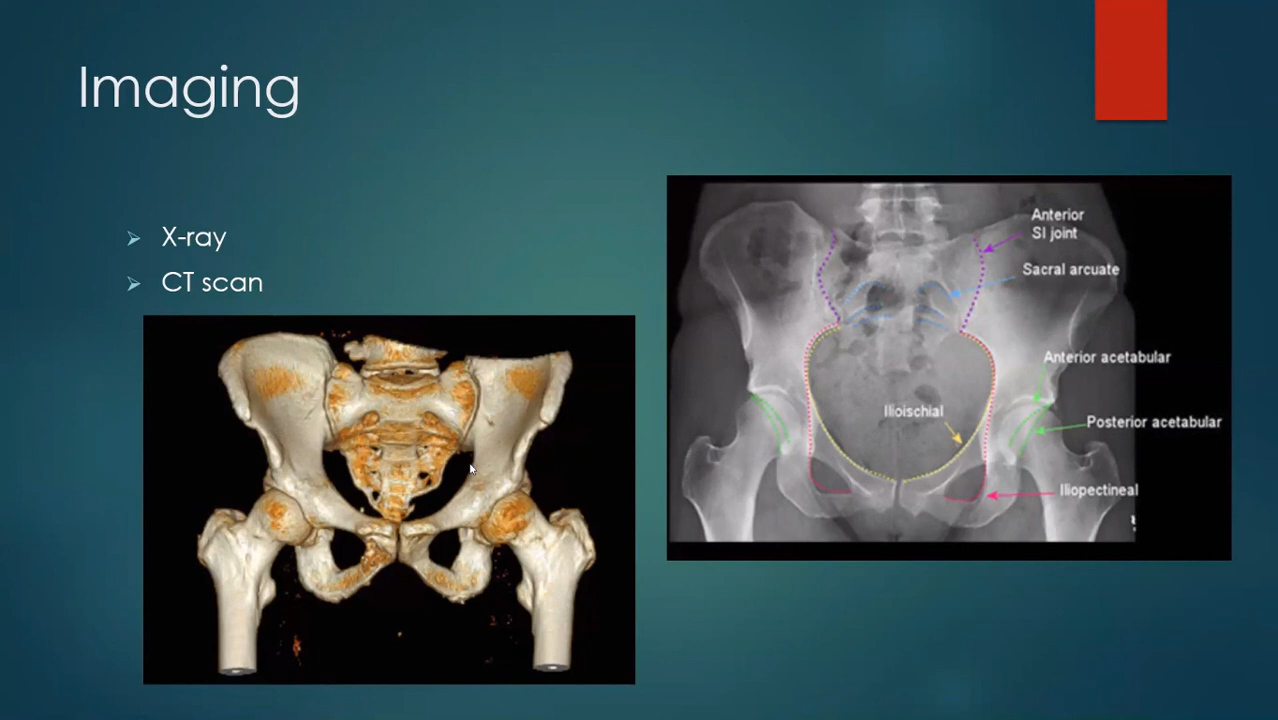 Imaging
X-ray
CT scan
Anterior
SI joint
Sacral arcuate
Anterior acetabular
Ilioischial
Posterior acetabular
Iliopectineal